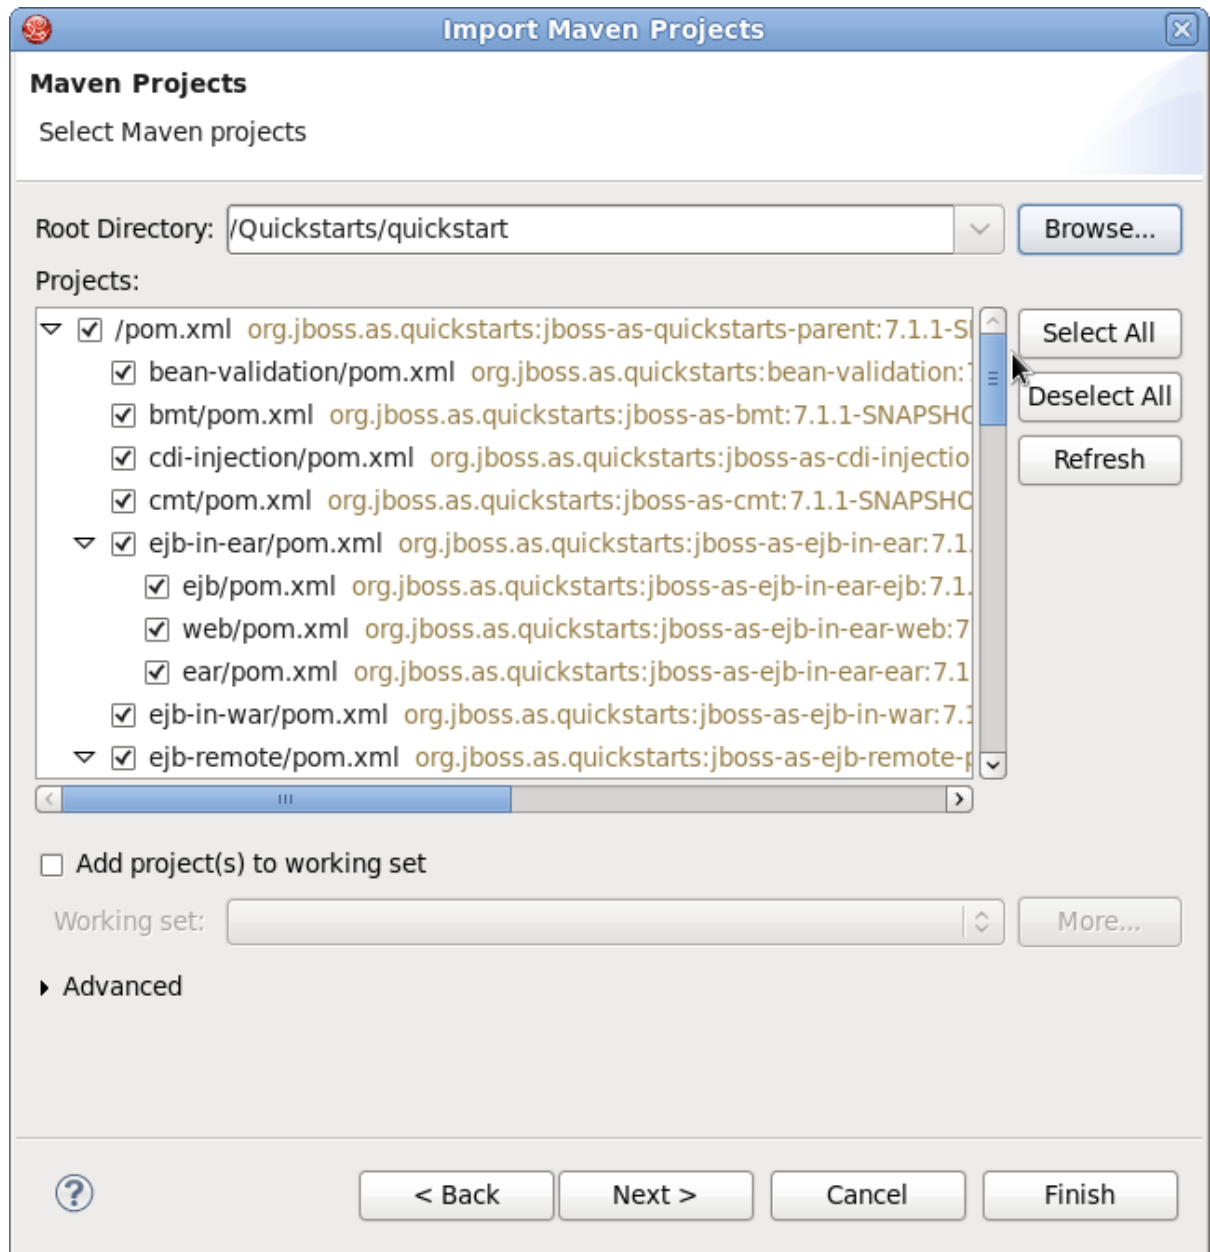 Import Maven Projects
Maven Projects
Select Maven projects
Root Directory: /Quickstarts/quickstart Browse...
Projects:
/pom.xml org.jboss.as.quickstarts:jboss-as-quickstarts-parent:7.1.1-S
Select All
bean-validation/pom.xml org.jboss.as.quickstarts:bean-validation:
Deselect All
bmt/pom.xml org.jboss.as.quickstarts:jboss-as-bmt:7.1.1-SNAPSHO
cdi-injection/pom.xml org.jboss.as.quickstarts:jboss-as-cdi-injectio
Refresh
cmt/pom.xml org.jboss.as.quickstarts:jboss-as-cmt:7.1.1-SNAPSHO
ejb-in-ear/pom.xml org.jboss.as.quickstarts:jboss-as-ejb-in-ear:7.1.
ejb/pom.xml org.jboss.as.quickstarts:jboss-as-ejb-in-ear-ejb:7.1.
web/pom.xml org.jboss.as.quickstarts:jboss-as-ejb-in-ear-web:7
ear/pom.xml org.jboss.as.quickstarts:jboss-as-ejb-in-ear-ear:7.1
ejb-in-war/pom.xml org.jboss.as.quickstarts:jboss-as-ejb-in-war:7.1
ejb-remote/pom.xml org.jboss.as.quickstarts:jboss-as-ejb-remote-p
Add project(s) to working set
Working set: More...
Advanced
? < Back Next > Cancel Finish